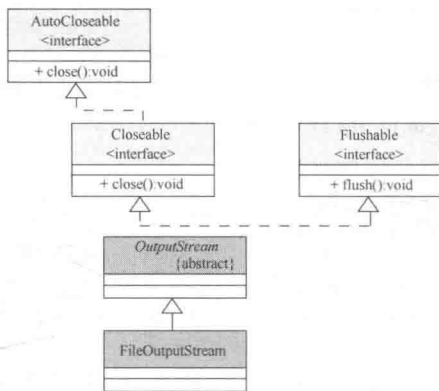 AutoCloseable
<interface>
+ close():void
Closeable
<interface>
+ close():void
Flushable
<interface>
+ flush():void
OutputStream
{abstract}
FileOutputStream